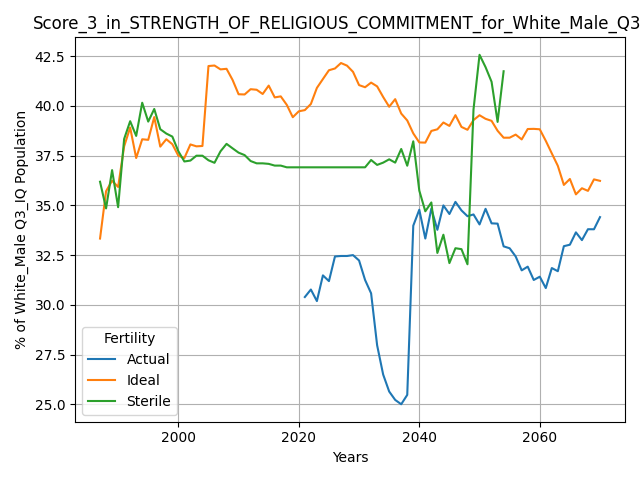 Score_3_in_STRENGTH_OF_RELIGIOUS_COMMITMENT_for_White_Male_Q3
% of White_Male Q3_IQ Population
42.5
40.0
37.5
35.0
32.5
30.0
27.5
25.0
Fertility
Actual
Ideal
Sterile
2000
2020
2040
2060
Years